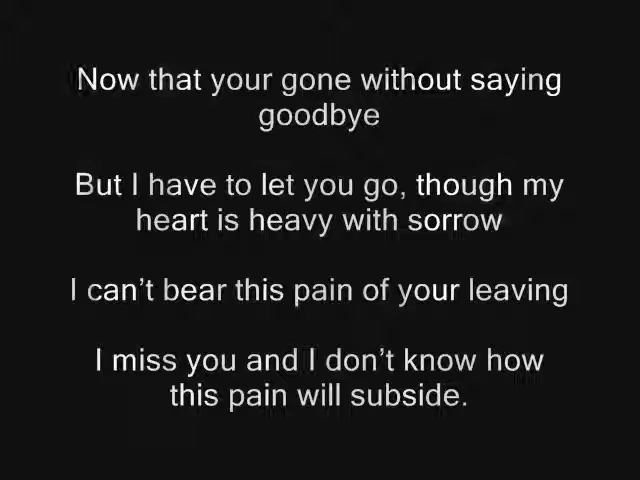 Now that your gone without saying
goodbye
But I have to let you go, though my
heart is heavy with sorrow
I can’t bear this pain of your leaving
I miss you and I don’t know how
this pain will subside.